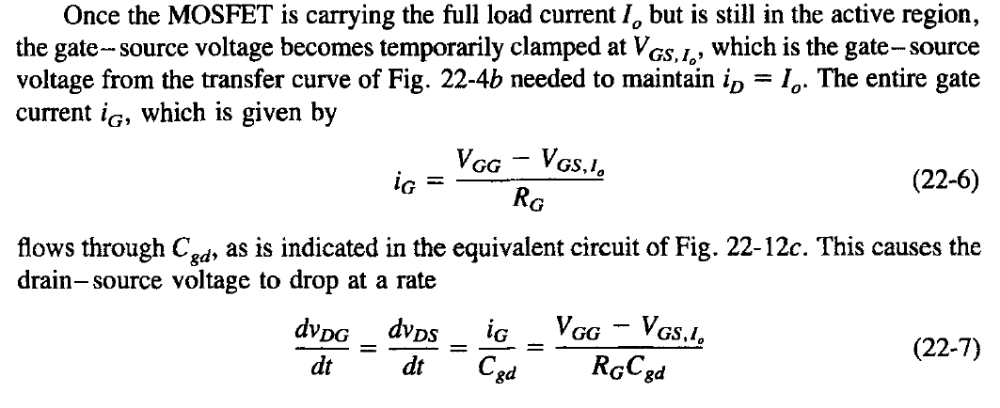 Once the MOSFET is carrying the full load current I_o but is still in the active region,
the gate–source voltage becomes temporarily clamped at V_{GS,I_o}, which is the gate–source
voltage from the transfer curve of Fig. 22-4b needed to maintain i_D = I_o. The entire gate
current i_G, which is given by
i_G = \frac{V_{GG} − V_{GS,I_o}}{R_G} (22-6)
flows through C_{gd}, as is indicated in the equivalent circuit of Fig. 22-12c. This causes the
drain–source voltage to drop at a rate
\frac{dv_{DG}}{dt} = \frac{dv_{DS}}{dt} = \frac{i_G}{C_{gd}} = \frac{V_{GG} − V_{GS,I_o}}{R_G C_{gd}} (22-7)